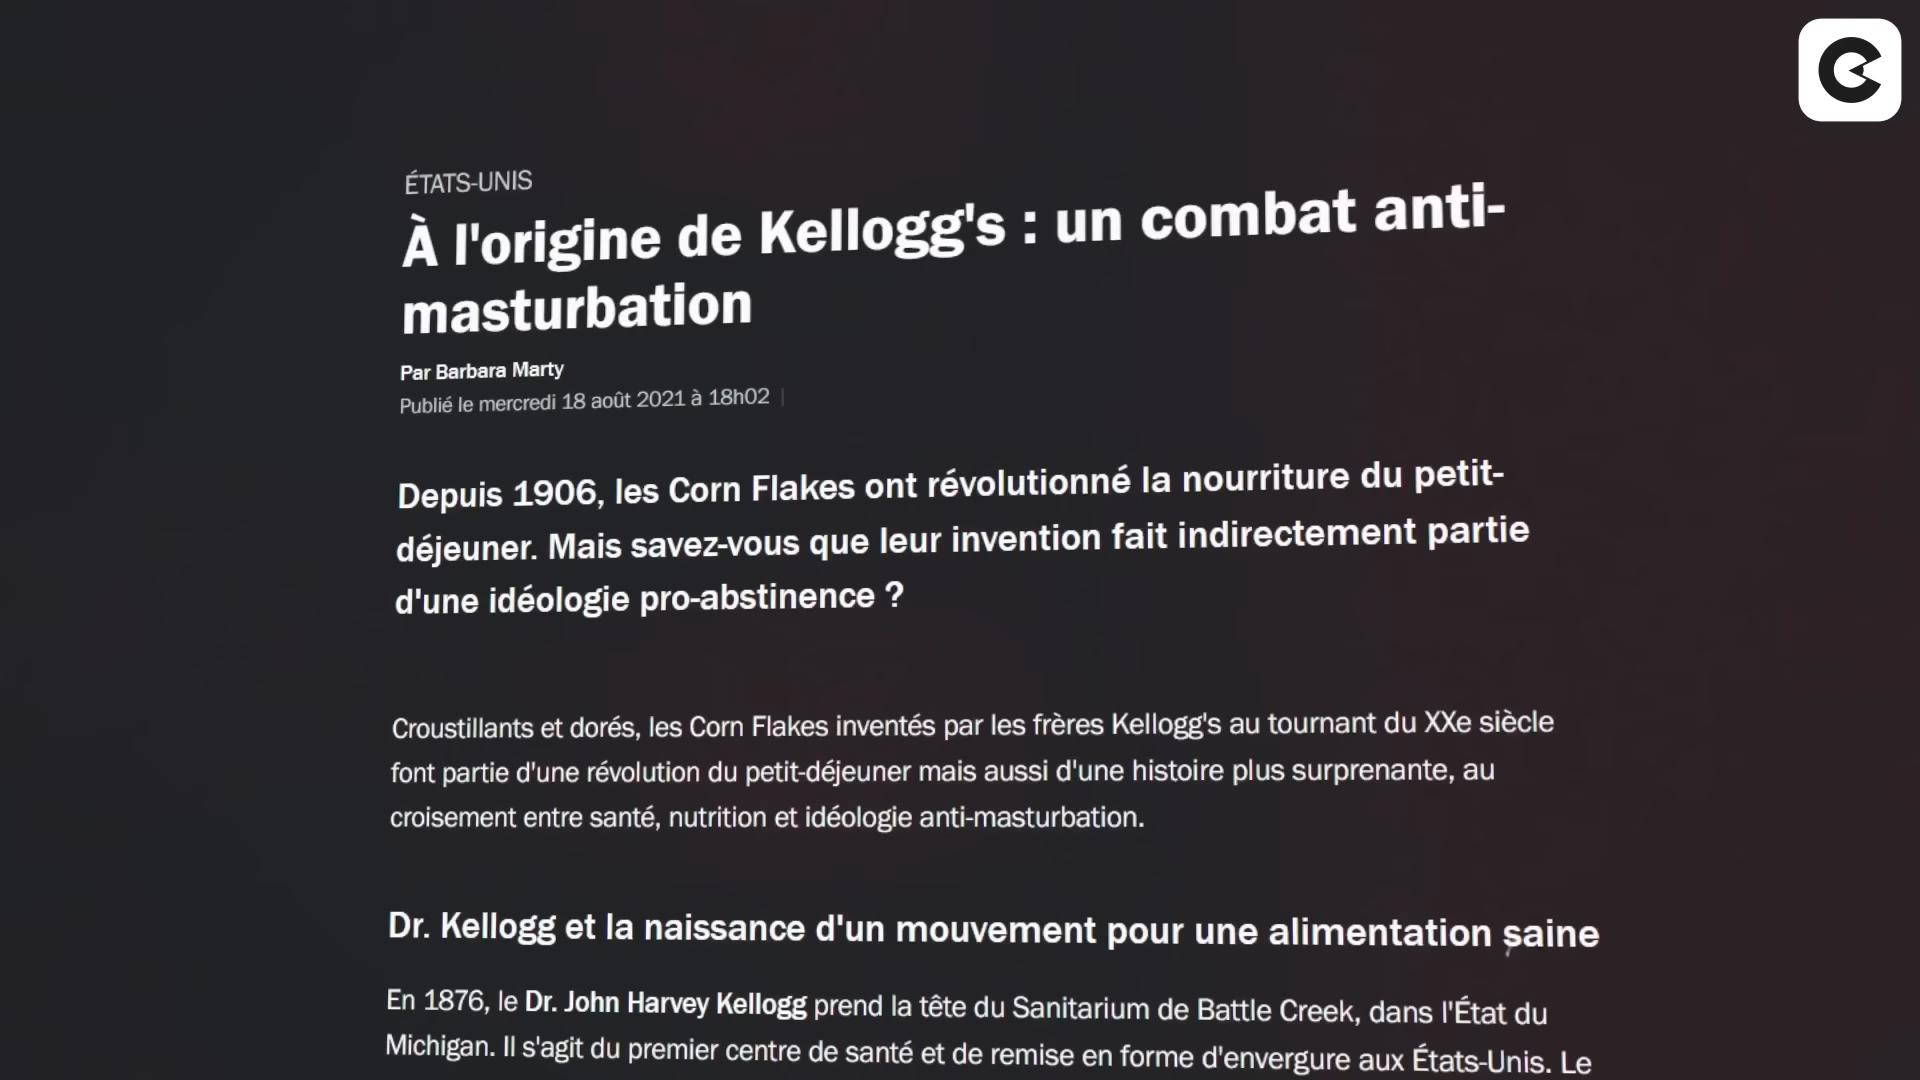 ÉTATS-UNIS
À l'origine de Kellogg's : un combat anti-
masturbation
Par Barbara Marty
Publié le mercredi 18 août 2021 à 18h02
Depuis 1906, les Corn Flakes ont révolutionné la nourriture du petit-
déjeuner. Mais savez-vous que leur invention fait indirectement partie
d'une idéologie pro-abstinence ?
Croustillants et dorés, les Corn Flakes inventés par les frères Kellogg's au tournant du XXe siècle
font partie d'une révolution du petit-déjeuner mais aussi d'une histoire plus surprenante, au
croisement entre santé, nutrition et idéologie anti-masturbation.
Dr. Kellogg et la naissance d'un mouvement pour une alimentation saine
En 1876, le Dr. John Harvey Kellogg prend la tête du Sanitarium de Battle Creek, dans l'État du
Michigan. Il s'agit du premier centre de santé et de remise en forme d'envergure aux États-Unis. Le